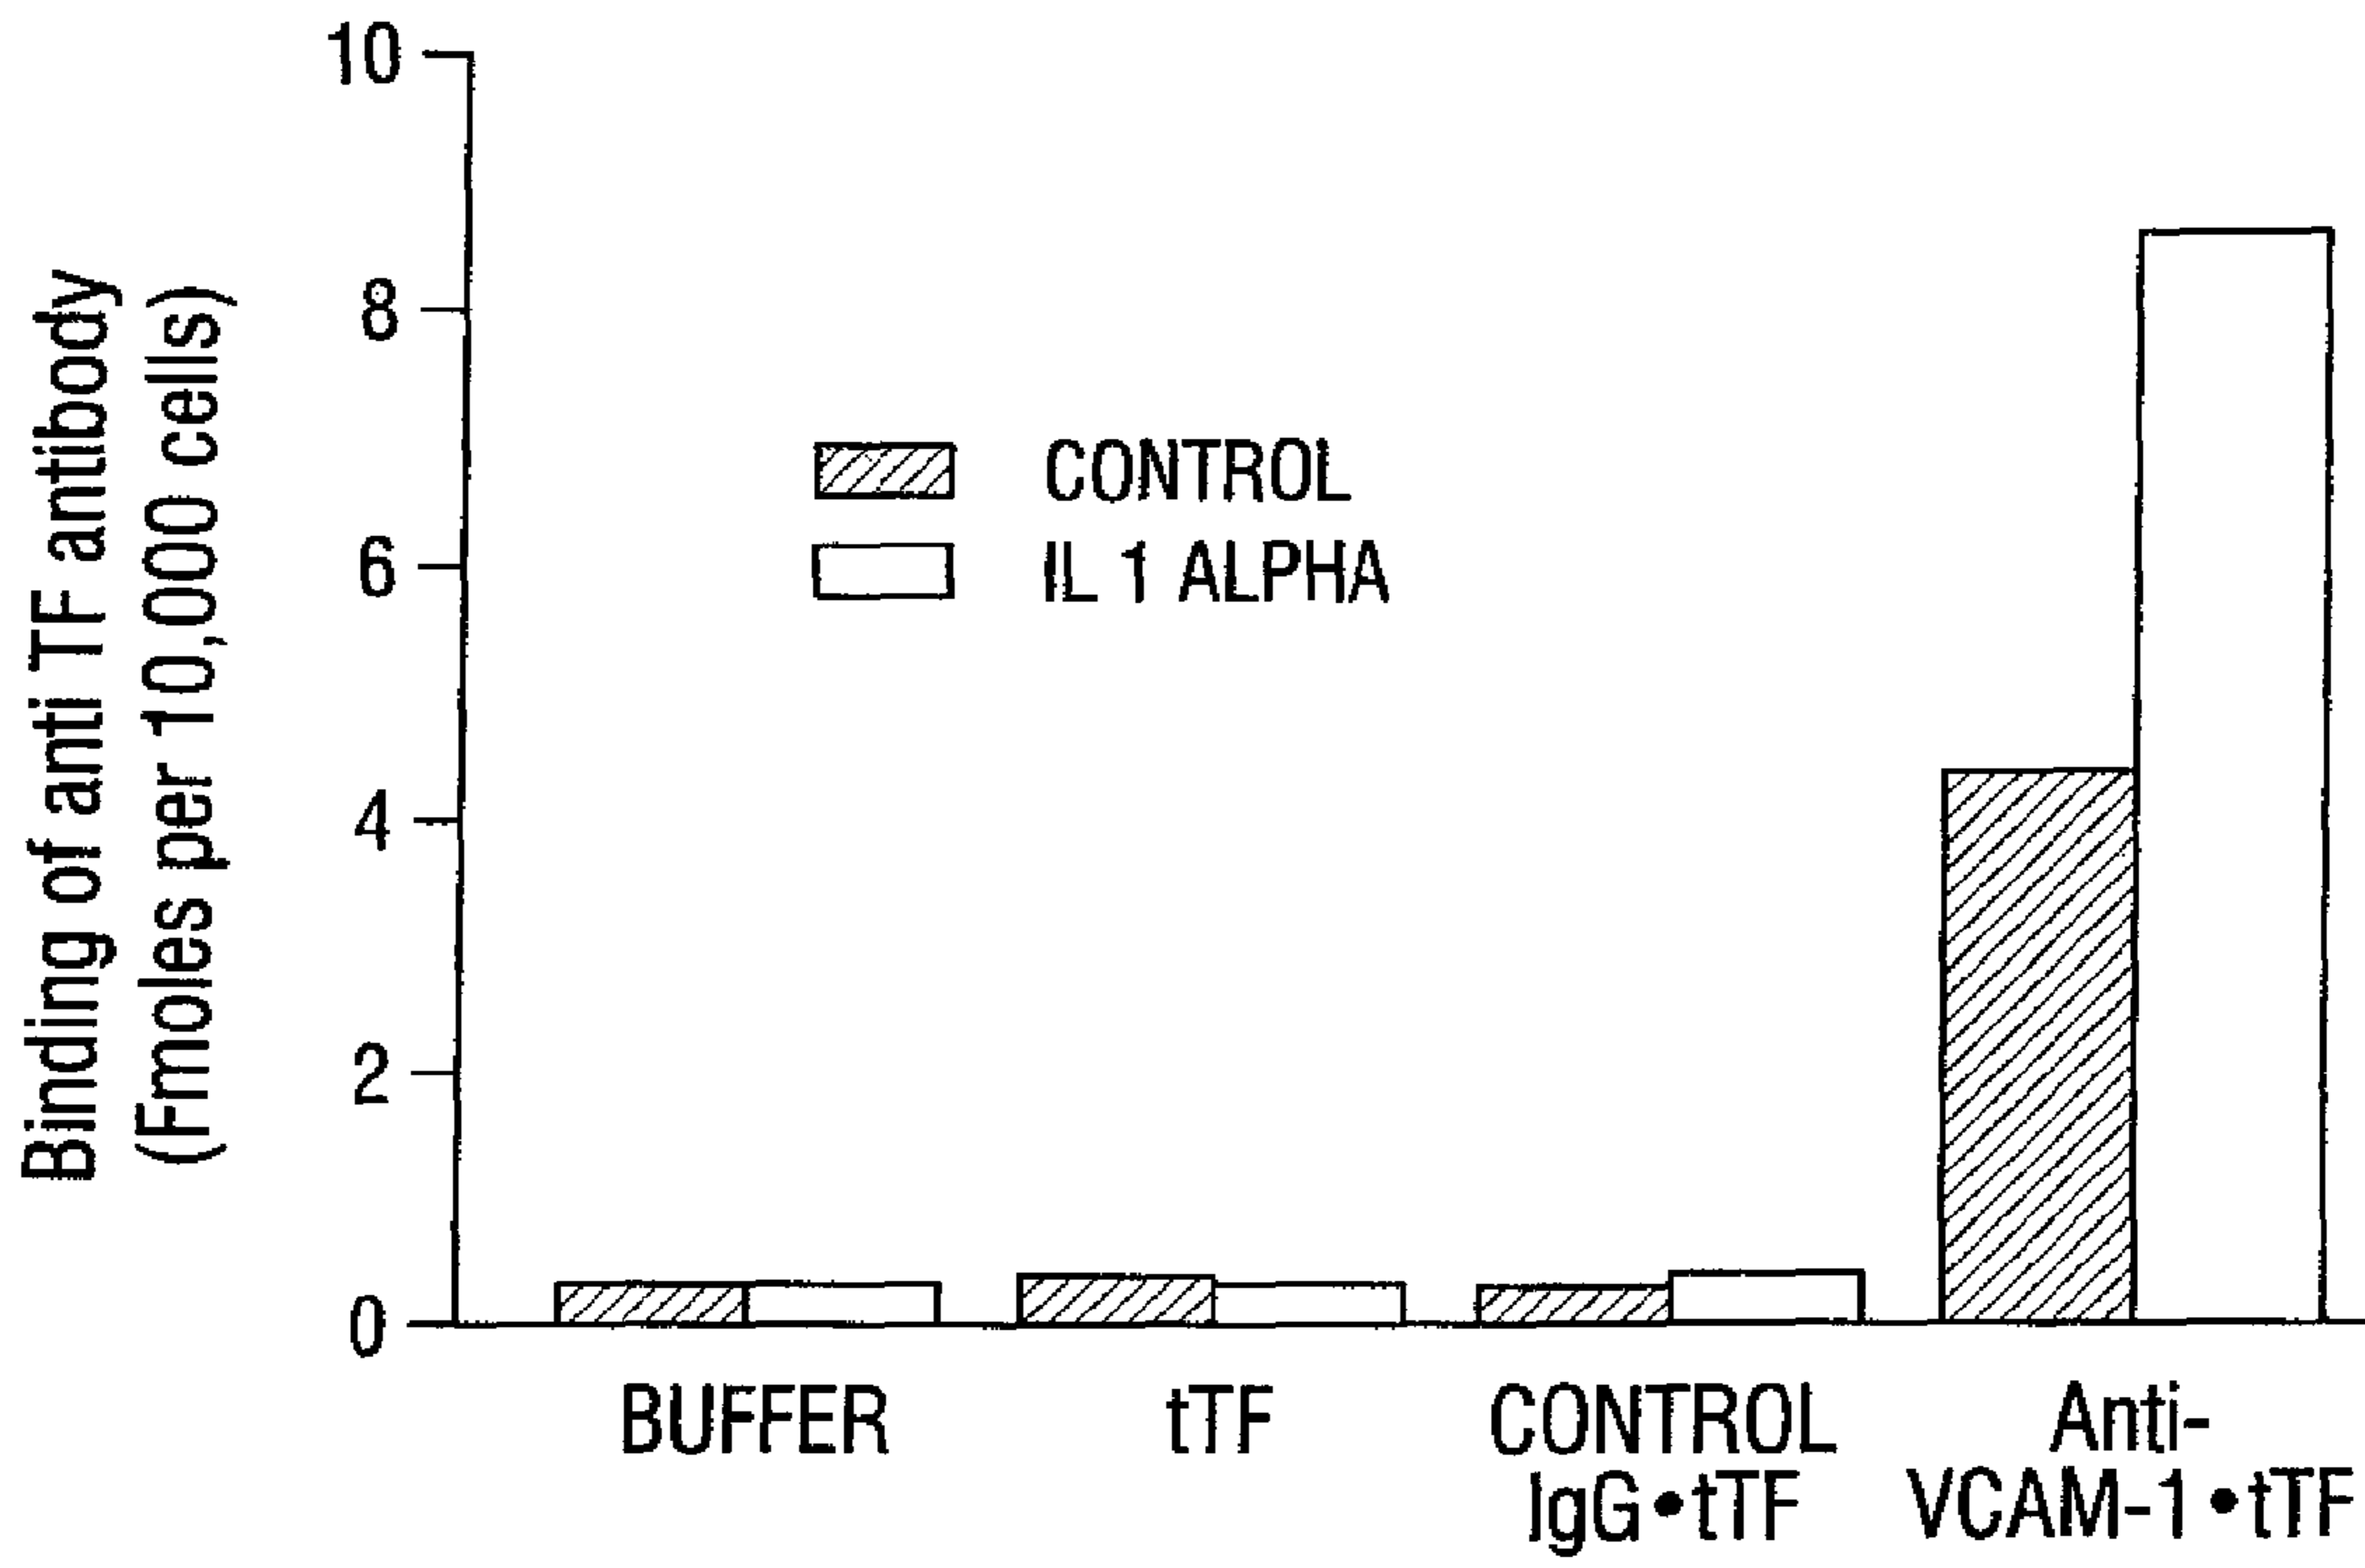 Binding of anti TF antibody
(Fmoles per 10,000 cells)
10
8
6
4
2
0
CONTROL
IL 1 ALPHA
BUFFER
tTF
CONTROL
IgG•tTF
Anti-
VCAM-1•tTF